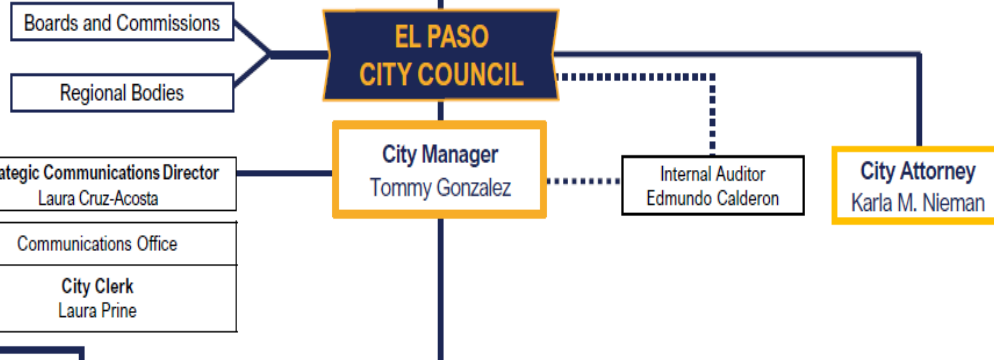 Boards and Commissions
Regional Bodies
EL PASO
CITY COUNCIL
City Manager
Tommy Gonzalez
Internal Auditor
Edmundo Calderon
City Attorney
Karla M. Nieman
ategic Communications Director
Laura Cruz-Acosta
Communications Office
City Clerk
Laura Prine